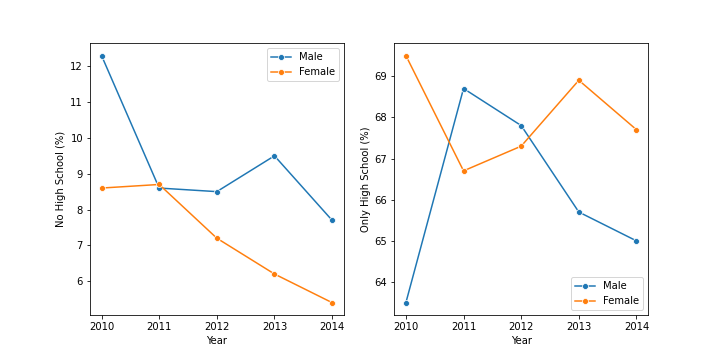 No High School (%)
12
11
10
9
8
7
6
2010 2011 2012 2013 2014
Year
Male
Female
Only High School (%)
69
68
67
66
65
64
2010 2011 2012 2013 2014
Year
Male
Female